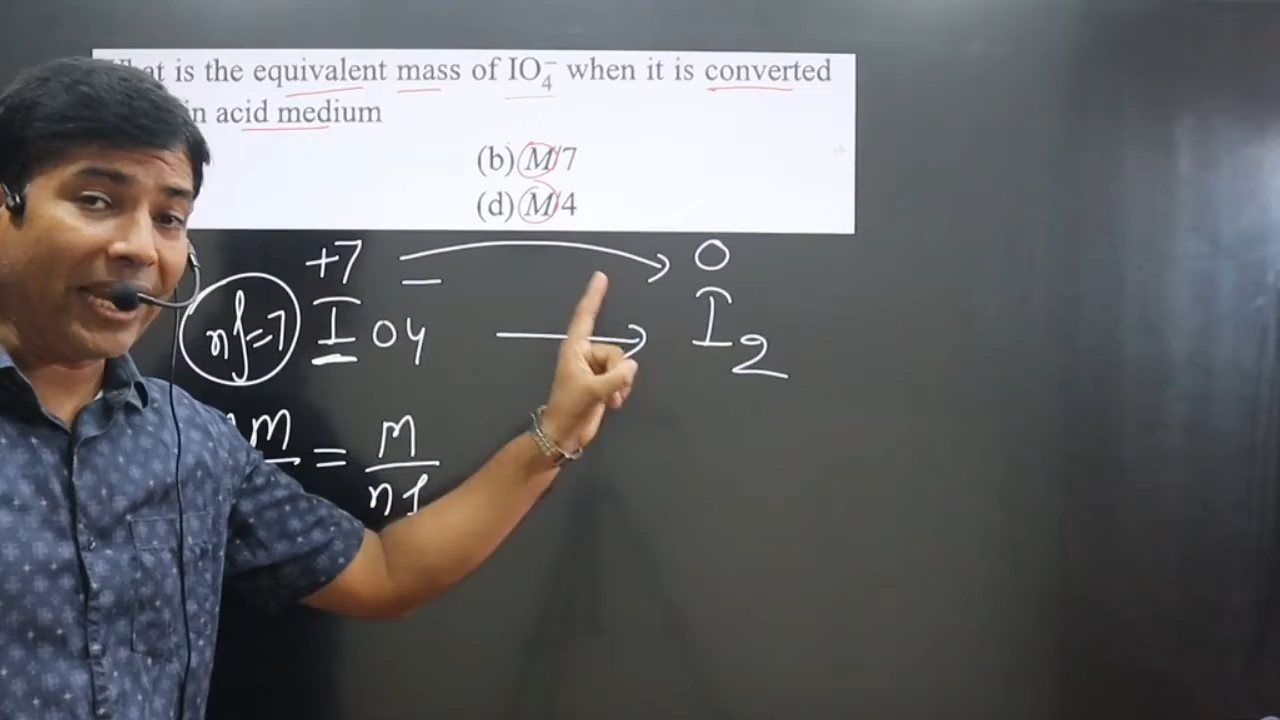 is the equivalent mass of IO₄⁻ when it is converted
in acid medium
(b) M/7
(d) M/4
+7 0
nf=7 IO4⁻ → I2
M = M/nf